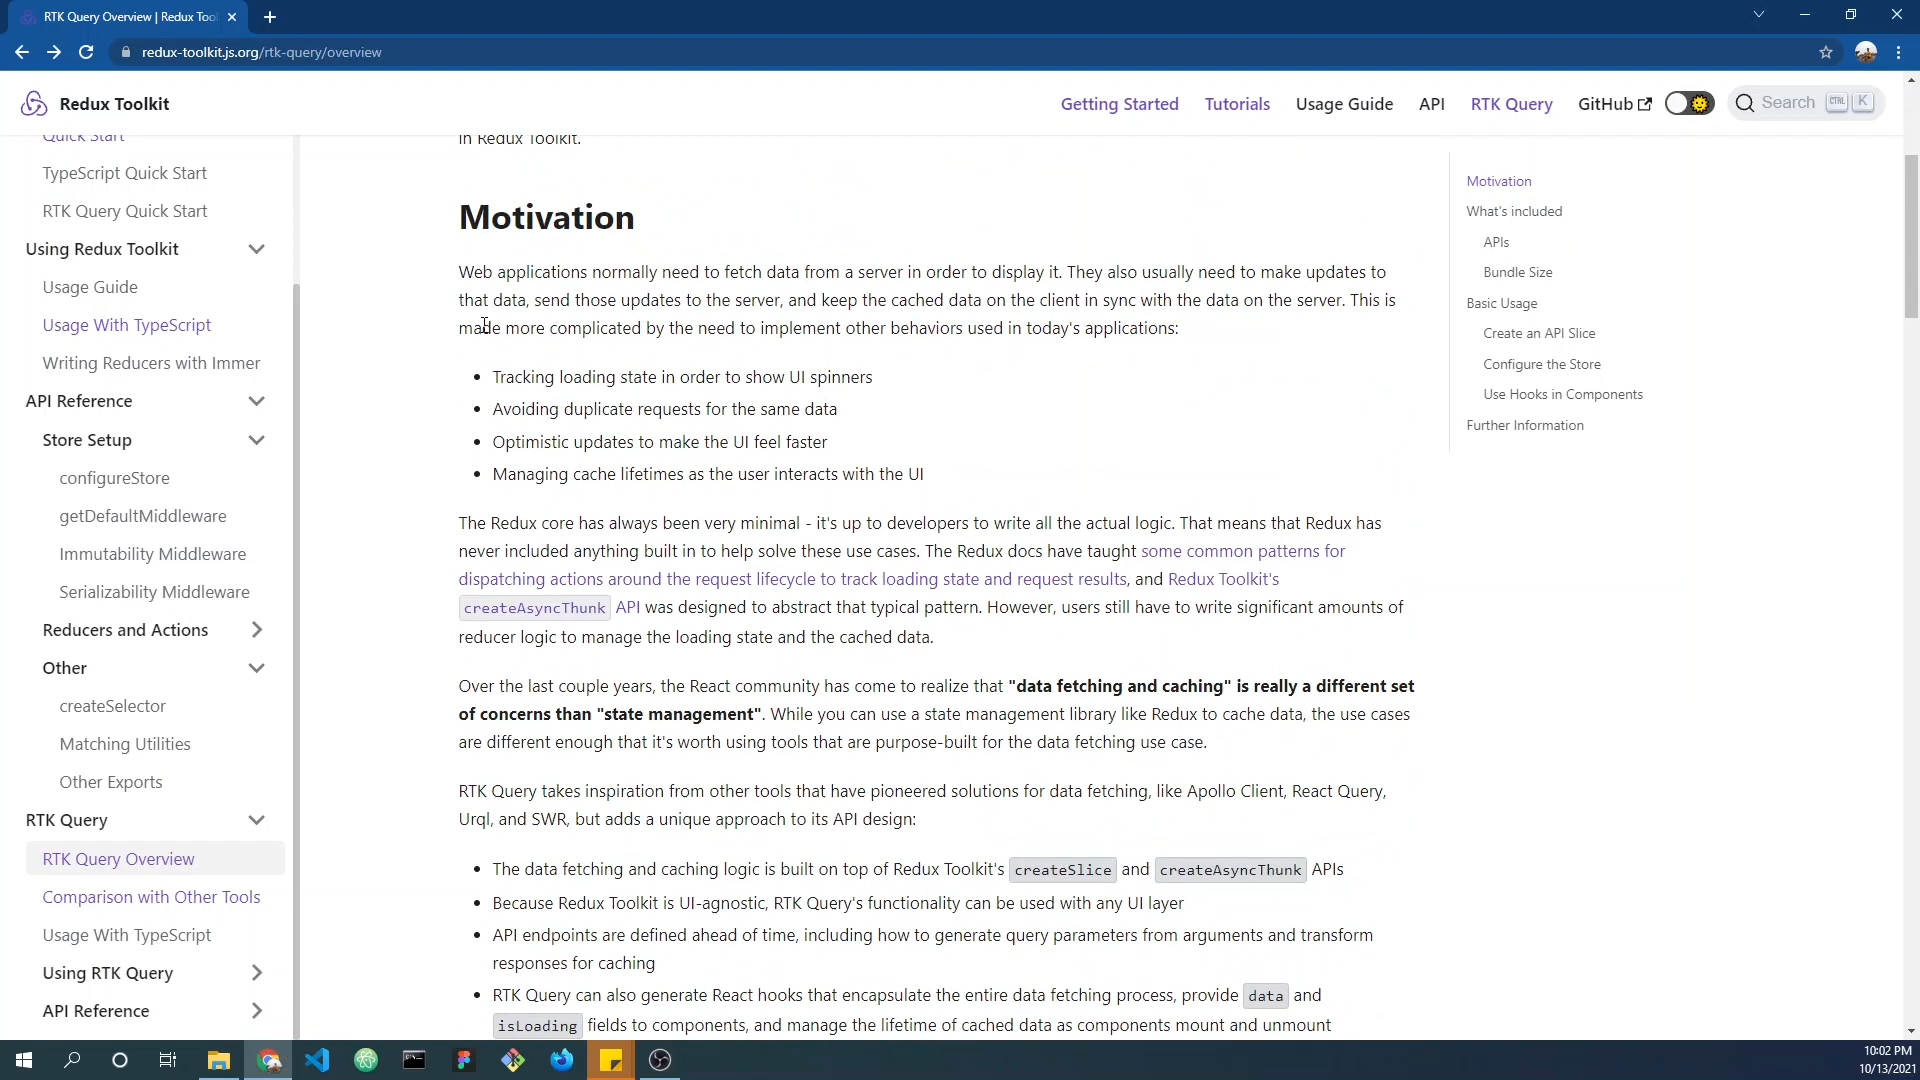 RTK Query Overview | Redux Tool
redux-toolkit.js.org/rtk-query/overview
Redux Toolkit
Getting Started
Tutorials
Usage Guide
API
RTK Query
GitHub
Search
CTRL
K
Quick Start
TypeScript Quick Start
RTK Query Quick Start
Using Redux Toolkit
Usage Guide
Usage With TypeScript
Writing Reducers with Immer
API Reference
Store Setup
configureStore
getDefaultMiddleware
Immutability Middleware
Serializability Middleware
Reducers and Actions
Other
createSelector
Matching Utilities
Other Exports
RTK Query
RTK Query Overview
Comparison with Other Tools
Usage With TypeScript
Using RTK Query
API Reference
in Redux Toolkit.
Motivation
Web applications normally need to fetch data from a server in order to display it. They also usually need to make updates to
that data, send those updates to the server, and keep the cached data on the client in sync with the data on the server. This is
made more complicated by the need to implement other behaviors used in today's applications:
• Tracking loading state in order to show UI spinners
• Avoiding duplicate requests for the same data
• Optimistic updates to make the UI feel faster
• Managing cache lifetimes as the user interacts with the UI
The Redux core has always been very minimal - it's up to developers to write all the actual logic. That means that Redux has
never included anything built in to help solve these use cases. The Redux docs have taught some common patterns for
dispatching actions around the request lifecycle to track loading state and request results, and Redux Toolkit's
createAsyncThunk API was designed to abstract that typical pattern. However, users still have to write significant amounts of
reducer logic to manage the loading state and the cached data.
Over the last couple years, the React community has come to realize that "data fetching and caching" is really a different set
of concerns than "state management". While you can use a state management library like Redux to cache data, the use cases
are different enough that it's worth using tools that are purpose-built for the data fetching use case.
RTK Query takes inspiration from other tools that have pioneered solutions for data fetching, like Apollo Client, React Query,
Urql, and SWR, but adds a unique approach to its API design:
• The data fetching and caching logic is built on top of Redux Toolkit's createSlice and createAsyncThunk APIs
• Because Redux Toolkit is UI-agnostic, RTK Query's functionality can be used with any UI layer
• API endpoints are defined ahead of time, including how to generate query parameters from arguments and transform
responses for caching
• RTK Query can also generate React hooks that encapsulate the entire data fetching process, provide data and
isLoading fields to components, and manage the lifetime of cached data as components mount and unmount
Motivation
What's included
APIs
Bundle Size
Basic Usage
Create an API Slice
Configure the Store
Use Hooks in Components
Further Information
10:02 PM
10/13/2021